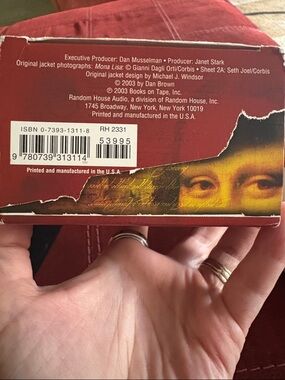 Executive Producer: Dan Musselman • Producer: Janet Stark
Original jacket photographs: Mona Lisa: © Gianni Dagli Orti/Corbis • Sheet 2A: Seth Joel/Corbis
Original jacket design by Michael J. Windsor
© 2003 by Dan Brown
℗ 2003 Books on Tape, Inc.
Random House Audio, a division of Random House, Inc.
1745 Broadway, New York, New York 10019
Printed and manufactured in the U.S.A.
ISBN 0-7393-1311-8
RH 2331
53995
9 780739 313114
Printed and manufactured in the U.S.A.